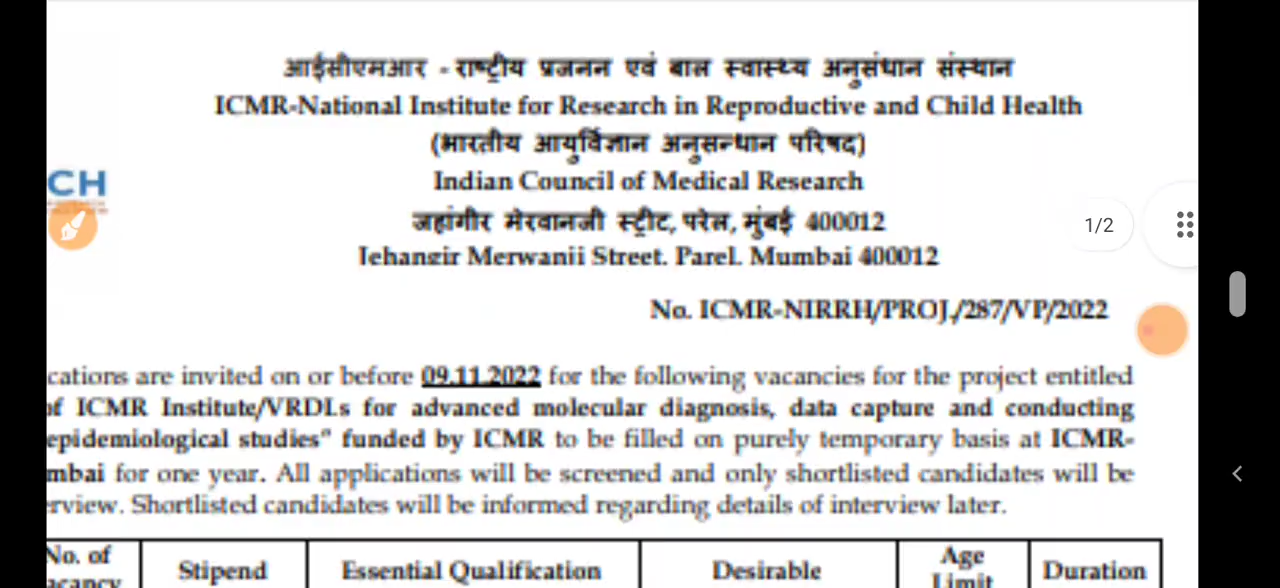 आईसीएमआर - राष्ट्रीय प्रजनन एवं बाल स्वास्थ्य अनुसंधान संस्थान
ICMR-National Institute for Research in Reproductive and Child Health
(भारतीय आयुर्विज्ञान अनुसन्धान परिषद)
Indian Council of Medical Research
CH
जहांगीर मेरवानजी स्ट्रीट, परेल, मुंबई 400012
1/2
Jehangir Merwanji Street. Parel. Mumbai 400012
No. ICMR-NIRRH/PROJ./287/VP/2022
cations are invited on or before 09.11.2022 for the following vacancies for the project entitled
of ICMR Institute/VRDLs for advanced molecular diagnosis, data capture and conducting
epidemiological studies" funded by ICMR to be filled on purely temporary basis at ICMR-
mbai for one year. All applications will be screened and only shortlisted candidates will be
rview. Shortlisted candidates will be informed regarding details of interview later.
No. of acancy Stipend Essential Qualification Desirable Age Limit Duration